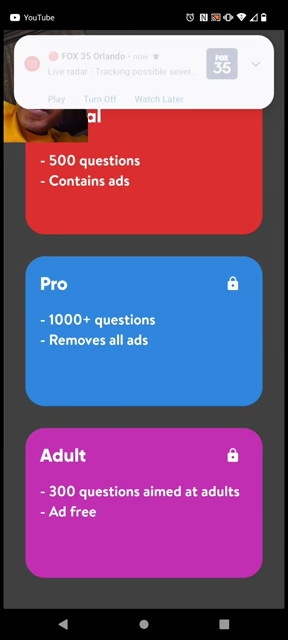 YouTube
FOX 35 Orlando • now
Live radar - Tracking possible sever...
FOX
35
Play Turn Off Watch Later
al
- 500 questions
- Contains ads
Pro
- 1000+ questions
- Removes all ads
Adult
- 300 questions aimed at adults
- Ad free